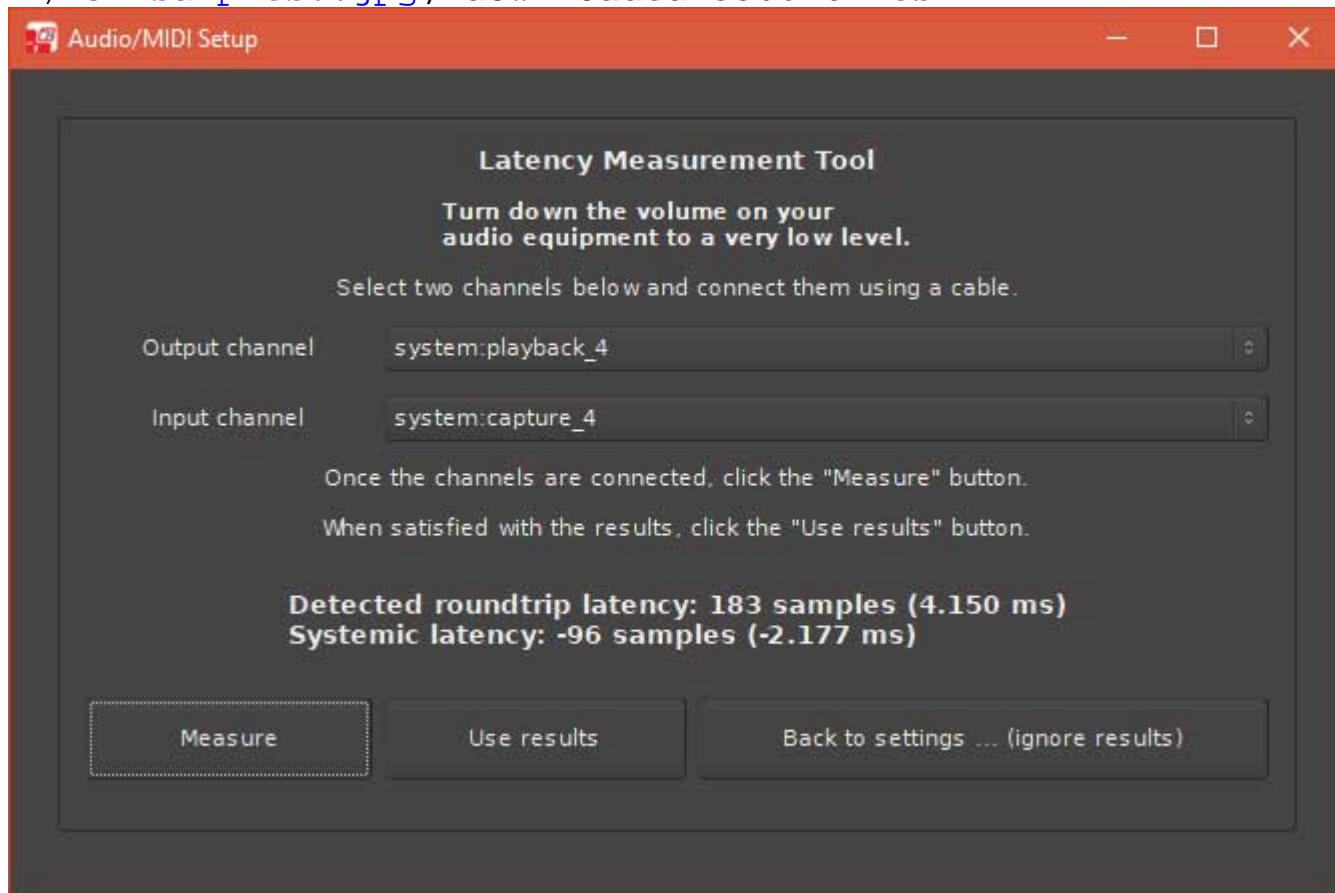 Audio/MIDI Setup
Latency Measurement Tool
Turn down the volume on your
audio equipment to a very low level.
Select two channels below and connect them using a cable.
Output channel system:playback_4
Input channel system:capture_4
Once the channels are connected, click the "Measure" button.
When satisfied with the results, click the "Use results" button.
Detected roundtrip latency: 183 samples (4.150 ms)
Systemic latency: -96 samples (-2.177 ms)
Measure Use results Back to settings ... (ignore results)